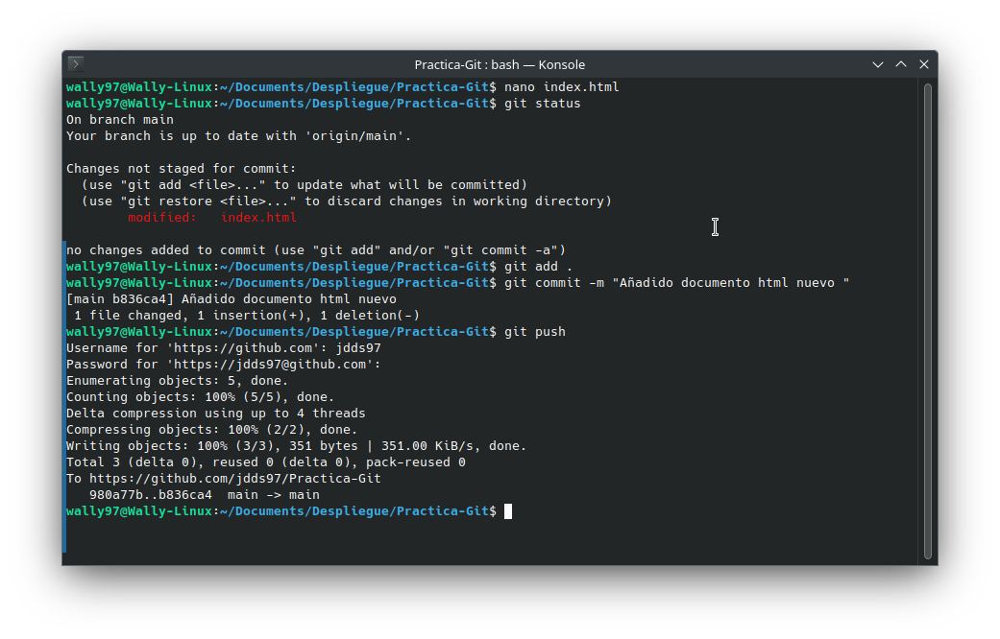 Practica-Git : bash — Konsole
wally97@Wally-Linux:~/Documents/Despliegue/Practica-Git$ nano index.html
wally97@Wally-Linux:~/Documents/Despliegue/Practica-Git$ git status
On branch main
Your branch is up to date with 'origin/main'.
Changes not staged for commit:
  (use "git add <file>..." to update what will be committed)
  (use "git restore <file>..." to discard changes in working directory)
        modified:   index.html
no changes added to commit (use "git add" and/or "git commit -a")
wally97@Wally-Linux:~/Documents/Despliegue/Practica-Git$ git add .
wally97@Wally-Linux:~/Documents/Despliegue/Practica-Git$ git commit -m "Añadido documento html nuevo "
[main b836ca4] Añadido documento html nuevo
 1 file changed, 1 insertion(+), 1 deletion(-)
wally97@Wally-Linux:~/Documents/Despliegue/Practica-Git$ git push
Username for 'https://github.com': jdds97
Password for 'https://jdds97@github.com':
Enumerating objects: 5, done.
Counting objects: 100% (5/5), done.
Delta compression using up to 4 threads
Compressing objects: 100% (2/2), done.
Writing objects: 100% (3/3), 351 bytes | 351.00 KiB/s, done.
Total 3 (delta 0), reused 0 (delta 0), pack-reused 0
To https://github.com/jdds97/Practica-Git
   980a77b..b836ca4  main -> main
wally97@Wally-Linux:~/Documents/Despliegue/Practica-Git$